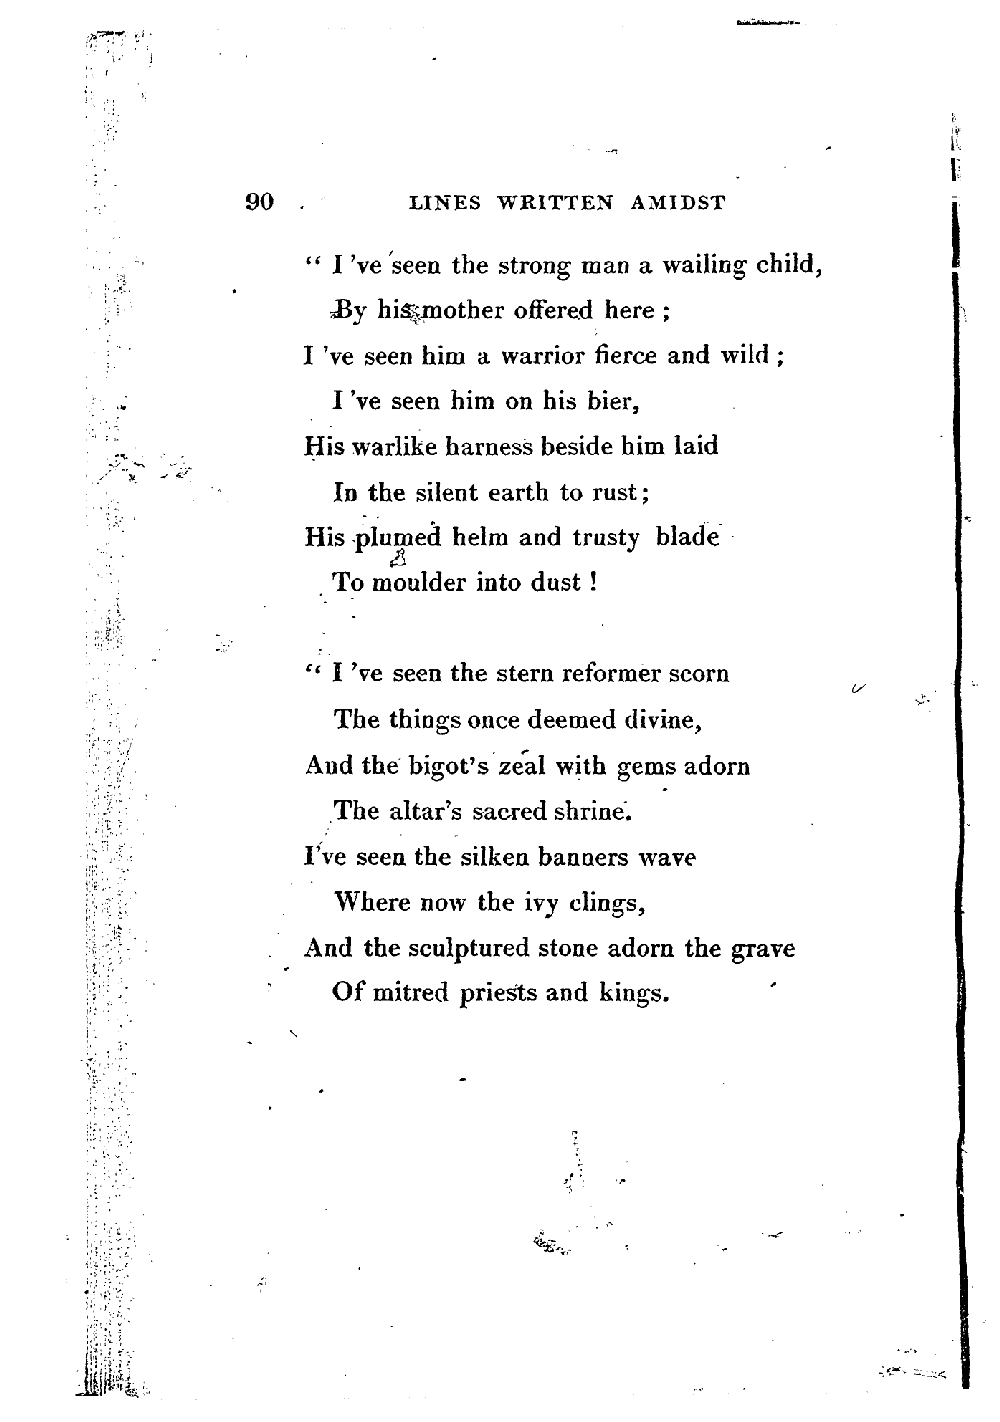 90 LINES WRITTEN AMIDST
“ I 've seen the strong man a wailing child,
By his mother offered here ;
I 've seen him a warrior fierce and wild ;
I 've seen him on his bier,
His warlike harness beside him laid
In the silent earth to rust ;
His plumed helm and trusty blade
To moulder into dust !
“ I 've seen the stern reformer scorn
The things once deemed divine,
And the bigot's zeal with gems adorn
The altar's sacred shrine.
I've seen the silken banners wave
Where now the ivy clings,
And the sculptured stone adorn the grave
Of mitred priests and kings.